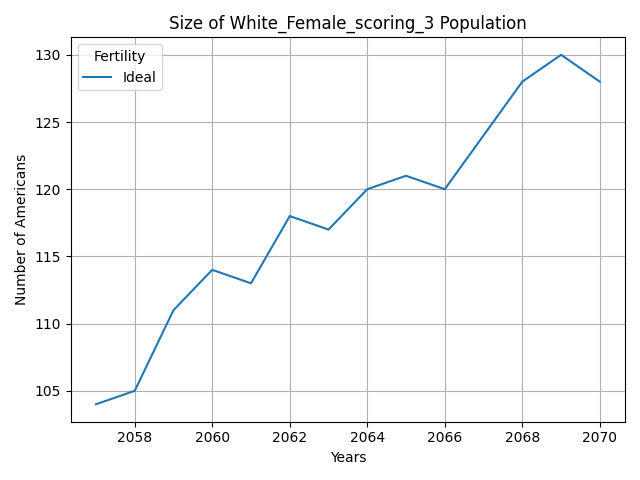 Size of White_Female_scoring_3 Population
Fertility
Ideal
Number of Americans
130
125
120
115
110
105
2058 2060 2062 2064 2066 2068 2070
Years